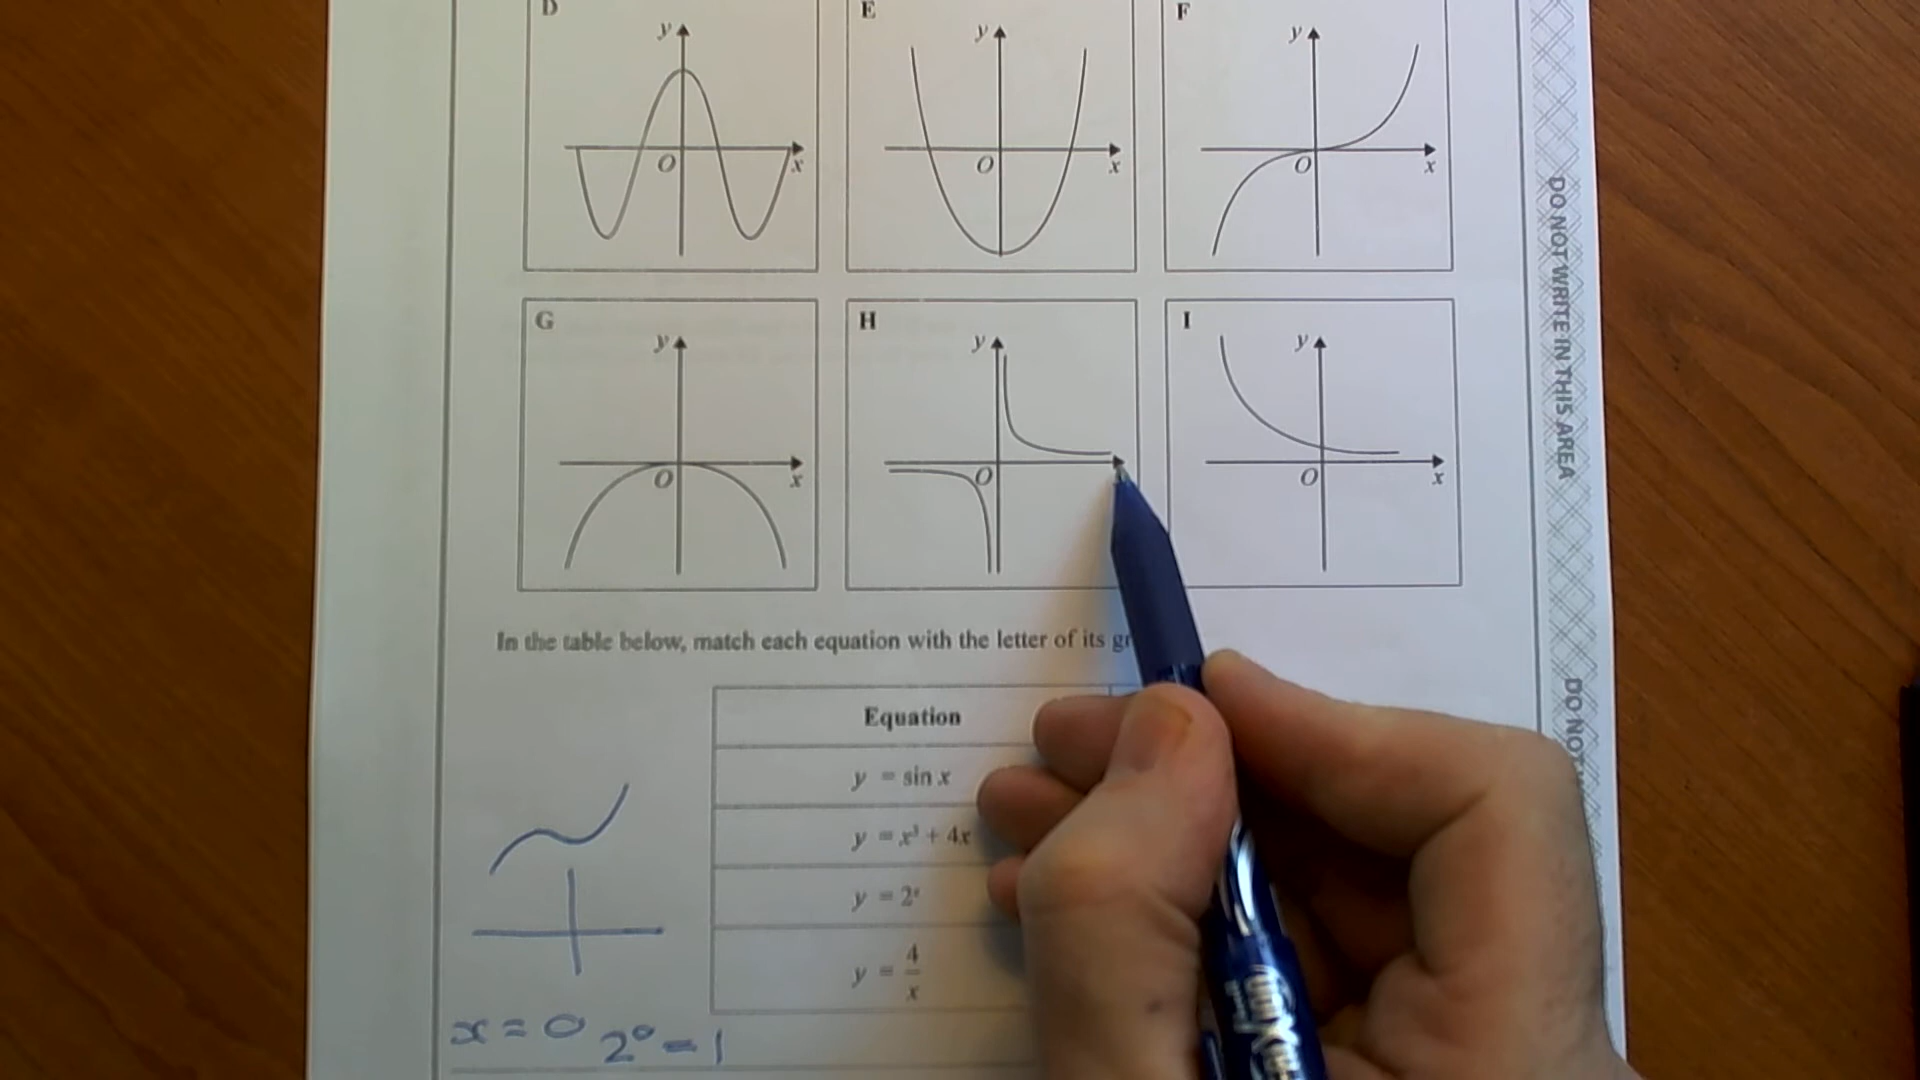 D
E
F
y
y
y
O
x
O
x
O
x
G
H
I
y
y
y
O
x
O
O
x
In the table below, match each equation with the letter of its
Equation
y = sin x
y = x³ + 4x
y = 2ˣ
y = 4/x
x = 0 2⁰ = 1
DO NOT WRITE IN THIS AREA
DO NOT